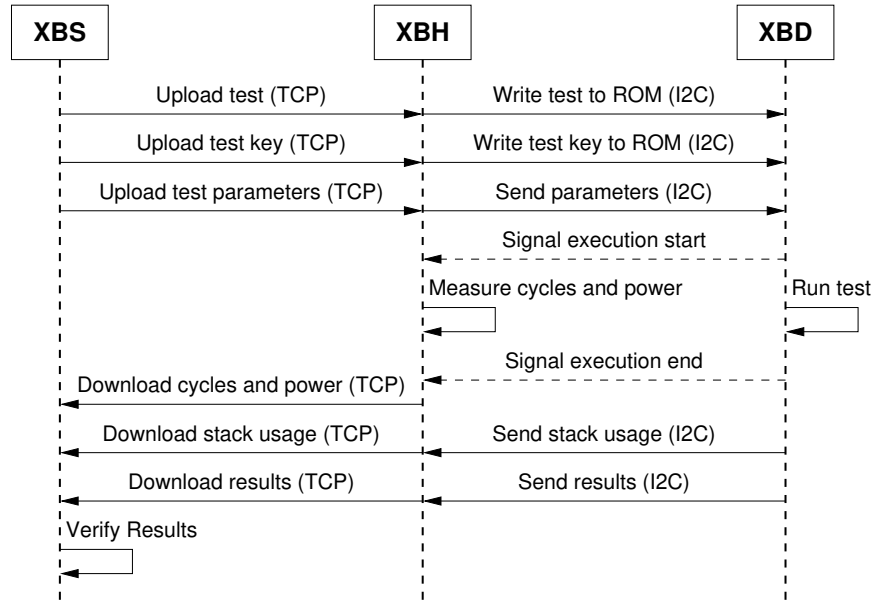 XBS
XBH
XBD
Upload test (TCP)
Write test to ROM (I2C)
Upload test key (TCP)
Write test key to ROM (I2C)
Upload test parameters (TCP)
Send parameters (I2C)
Signal execution start
Measure cycles and power
Run test
Signal execution end
Download cycles and power (TCP)
Download stack usage (TCP)
Send stack usage (I2C)
Download results (TCP)
Send results (I2C)
Verify Results